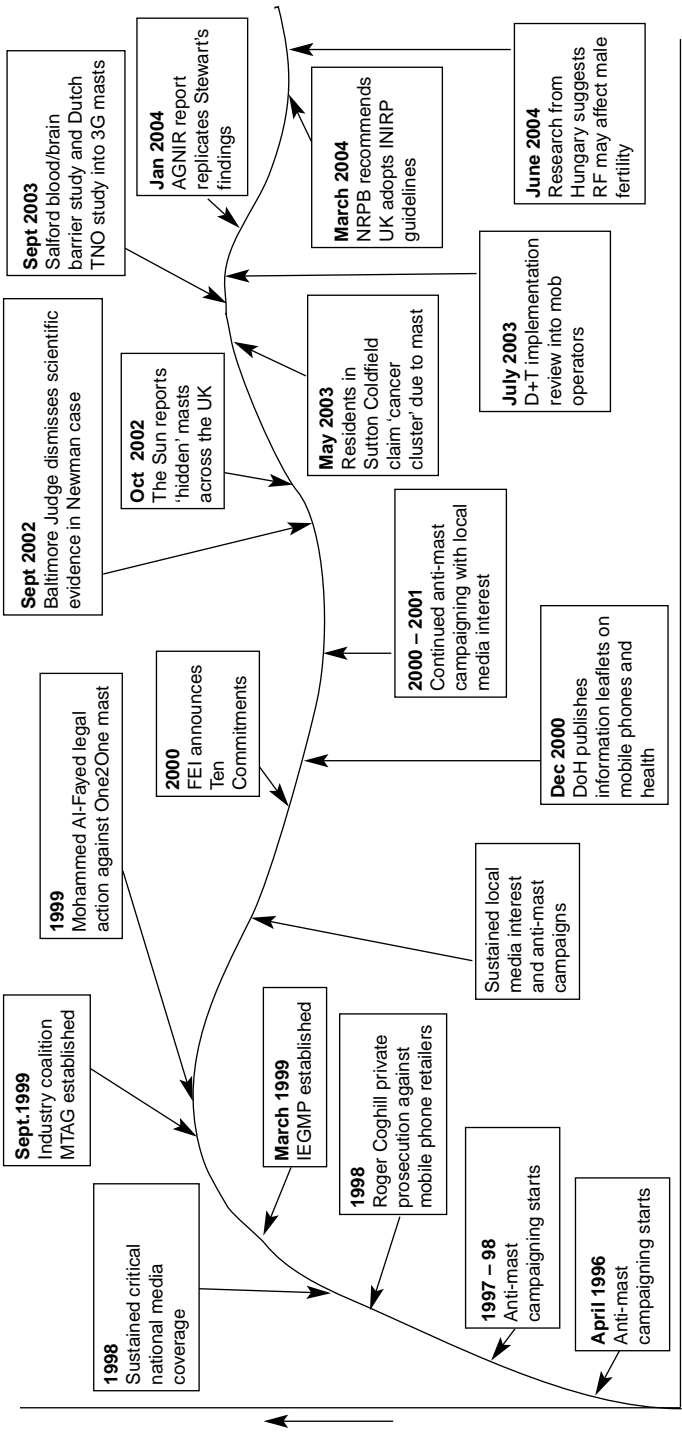 April 1996
Anti-mast
campaigning starts
1997 – 98
Anti-mast
campaigning starts
1998
Roger Coghill private
prosecution against
mobile phone retailers
1998
Sustained critical
national media
coverage
March 1999
IEGMP established
Sept.1999
Industry coalition
MTAG established
1999
Mohammed Al-Fayed legal
action against One2One mast
Sustained local
media interest
and anti-mast
campaigns
2000
FEI announces
Ten
Commitments
Dec 2000
DoH publishes
information leaflets on
mobile phones and
health
2000 – 2001
Continued anti-mast
campaigning with local
media interest
Sept 2002
Baltimore Judge dismisses scientific
evidence in Newman case
Oct 2002
The Sun reports
‘hidden’ masts
across the UK
May 2003
Residents in
Sutton Coldfield
claim ‘cancer
cluster’ due to mast
July 2003
D+T implementation
review into mob
operators
Sept 2003
Salford blood/brain
barrier study and Dutch
TNO study into 3G masts
Jan 2004
AGNIR report
replicates Stewart’s
findings
March 2004
NRPB recommends
UK adopts INIRP
guidelines
June 2004
Research from
Hungary suggests
RF may affect male
fertility